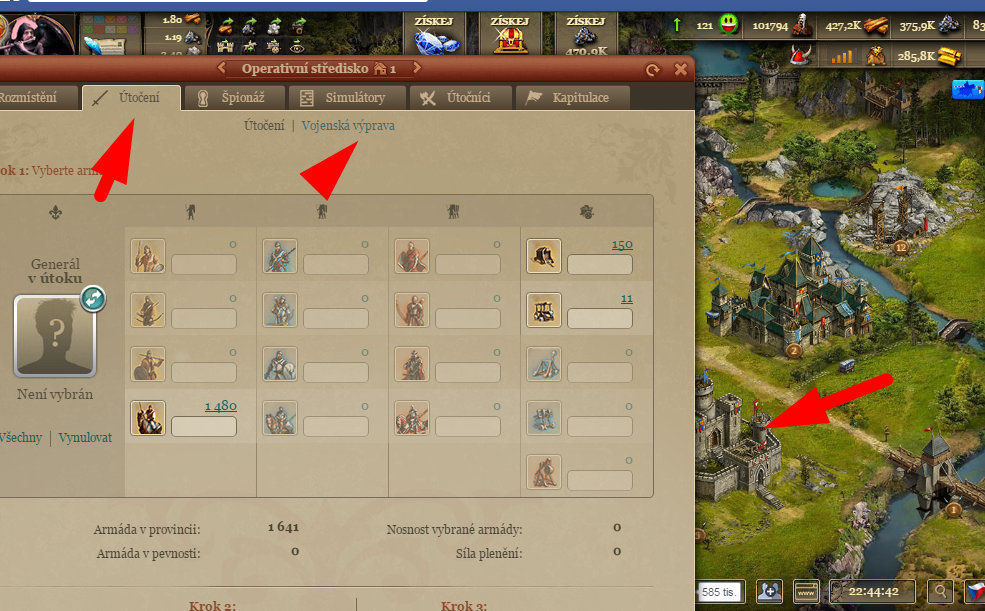 1.80
1.19
ZÍSKEJ
ZÍSKEJ
ZÍSKEJ
470,9K
121
101794
427,2K
375,9K
285,8K
Operativní středisko 1
Rozmístění
Útočení
Špionáž
Simulátory
Útočníci
Kapitulace
Útočení | Vojenská výprava
ok 1: Vyberte arm
Generál
v útoku
?
Není vybrán
Všechny | Vynulovat
0 0 0 150
0 0 0 11
0 0 0 0
1 480 0 0 0
0
Armáda v provincii: 1 641
Nosnost vybrané armády: 0
Armáda v pevnosti: 0
Síla plenění: 0
Krok 2:
Krok 3:
12
2
1
585 tis.
www
22:44:42